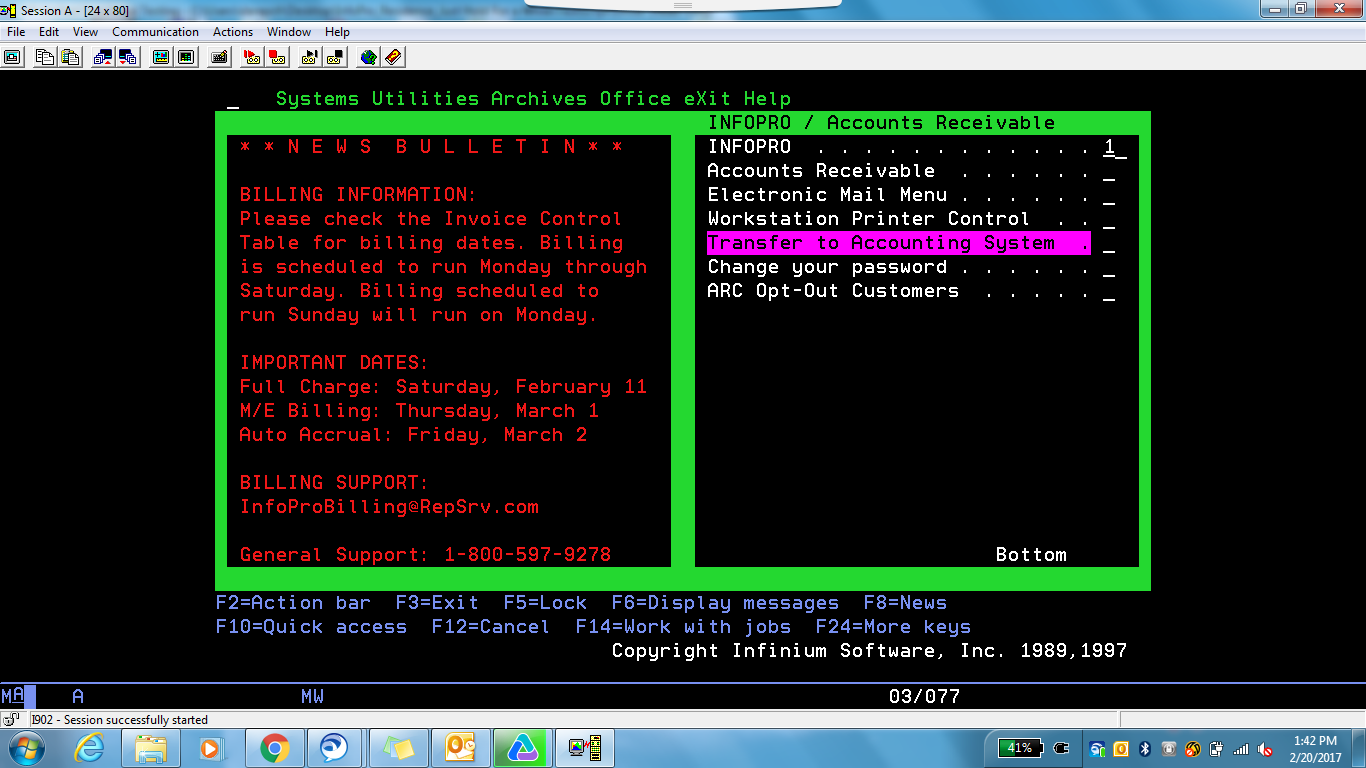 Session A - [24 x 80]
File Edit View Communication Actions Window Help
Systems Utilities Archives Office eXit Help
INFOPRO / Accounts Receivable
* * N E W S B U L L E T I N * *
BILLING INFORMATION:
Please check the Invoice Control
Table for billing dates. Billing
is scheduled to run Monday through
Saturday. Billing scheduled to
run Sunday will run on Monday.
IMPORTANT DATES:
Full Charge: Saturday, February 11
M/E Billing: Thursday, March 1
Auto Accrual: Friday, March 2
BILLING SUPPORT:
InfoProBilling@RepSrv.com
General Support: 1-800-597-9278
INFOPRO . . . . . . . . . . . . 1_
Accounts Receivable . . . . . . _
Electronic Mail Menu . . . . . . _
Workstation Printer Control . . _
Transfer to Accounting System . _
Change your password . . . . . . _
ARC Opt-Out Customers . . . . . _
Bottom
F2=Action bar F3=Exit F5=Lock F6=Display messages F8=News
F10=Quick access F12=Cancel F14=Work with jobs F24=More keys
Copyright Infinium Software, Inc. 1989,1997
MA A MW 03/077
I902 - Session successfully started
41%
1:42 PM
2/20/2017